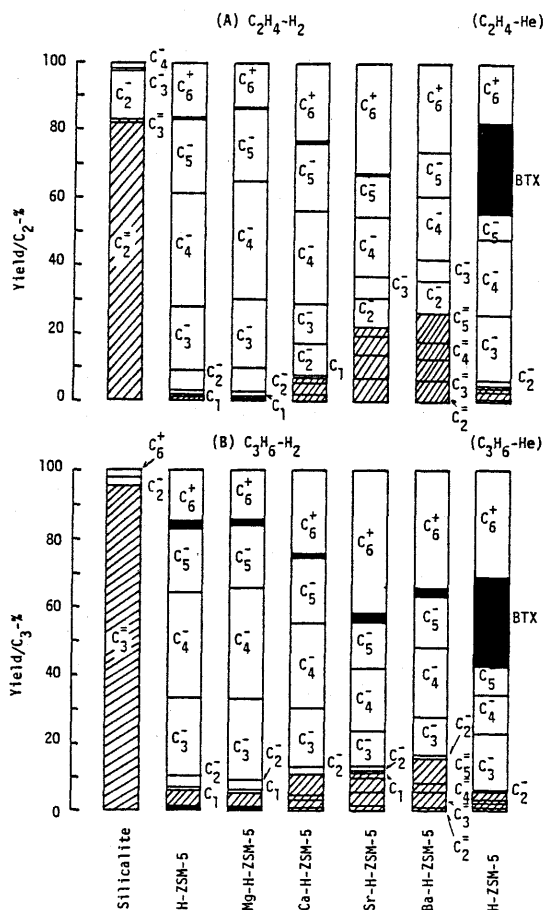 (A) C₂H₄-H₂ (C₂H₄-He)
Yield/C₂-%
100
80
60
40
20
0
C₄⁻
C₃⁻
C₂⁻
C₃⁼
C₂⁼
C₆⁺
C₅⁻
C₄⁻
C₃⁻
C₂⁻
C₁
C₆⁺
C₅⁻
C₄⁻
C₃⁻
C₂⁻
C₁
C₆⁺
C₅⁻
C₄⁻
C₃⁻
C₂⁻
C₁
C₆⁺
C₅⁻
C₄⁻
C₃⁻
C₂⁻
C₆⁺
C₅⁻
C₄⁻
C₃⁻
C₂⁻
C₅⁼
C₄⁼
C₃⁼
C₂⁼
C₆⁺
BTX
C₅⁻
C₄⁻
C₃⁻
C₂⁻
(B) C₃H₆-H₂ (C₃H₆-He)
Yield/C₃-%
100
80
60
40
20
0
C₆⁺
C₂⁻
C₃⁼
C₆⁺
C₅⁻
C₄⁻
C₃⁻
C₂⁻
C₁
C₆⁺
C₅⁻
C₄⁻
C₃⁻
C₂⁻
C₆⁺
C₅⁻
C₄⁻
C₃⁻
C₂⁻
C₆⁺
C₅⁻
C₄⁻
C₃⁻
C₂⁻
C₁
C₆⁺
C₅⁻
C₄⁻
C₃⁻
C₂⁻
C₅⁼
C₄⁼
C₃⁼
C₂⁼
C₆⁺
BTX
C₅⁻
C₄⁻
C₃⁻
C₂⁻
Silicalite
H-ZSM-5
Mg-H-ZSM-5
Ca-H-ZSM-5
Sr-H-ZSM-5
Ba-H-ZSM-5
H-ZSM-5